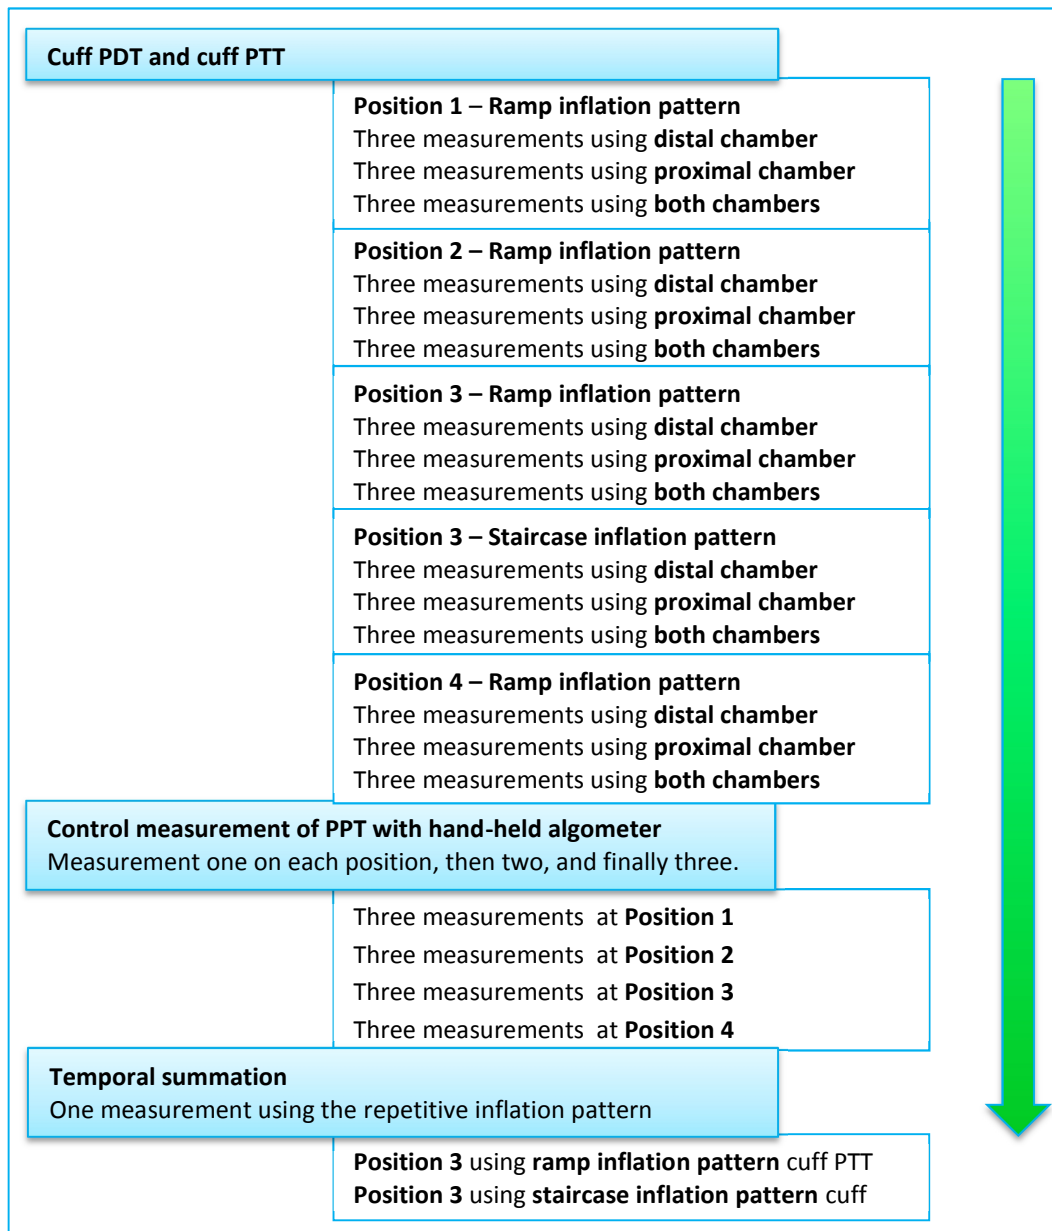 Cuff PDT and cuff PTT
Position 1 – Ramp inflation pattern
Three measurements using distal chamber
Three measurements using proximal chamber
Three measurements using both chambers
Position 2 – Ramp inflation pattern
Three measurements using distal chamber
Three measurements using proximal chamber
Three measurements using both chambers
Position 3 – Ramp inflation pattern
Three measurements using distal chamber
Three measurements using proximal chamber
Three measurements using both chambers
Position 3 – Staircase inflation pattern
Three measurements using distal chamber
Three measurements using proximal chamber
Three measurements using both chambers
Position 4 – Ramp inflation pattern
Three measurements using distal chamber
Three measurements using proximal chamber
Three measurements using both chambers
Control measurement of PPT with hand-held algometer
Measurement one on each position, then two, and finally three.
Three measurements at Position 1
Three measurements at Position 2
Three measurements at Position 3
Three measurements at Position 4
Temporal summation
One measurement using the repetitive inflation pattern
Position 3 using ramp inflation pattern cuff PTT
Position 3 using staircase inflation pattern cuff